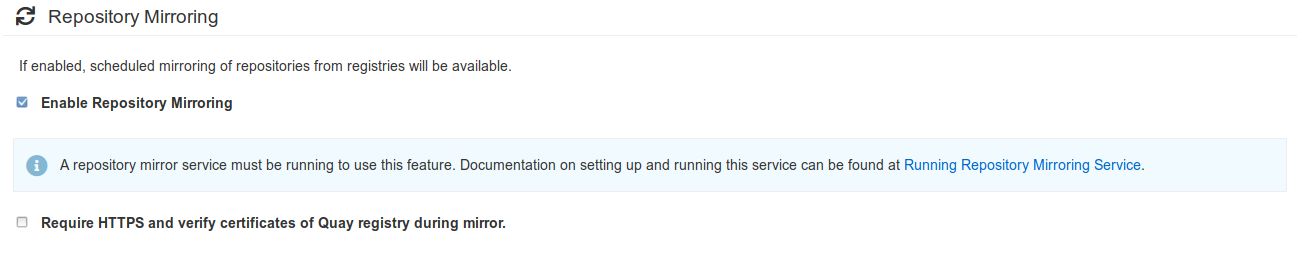 Repository Mirroring
If enabled, scheduled mirroring of repositories from registries will be available.
Enable Repository Mirroring
A repository mirror service must be running to use this feature. Documentation on setting up and running this service can be found at Running Repository Mirroring Service.
Require HTTPS and verify certificates of Quay registry during mirror.